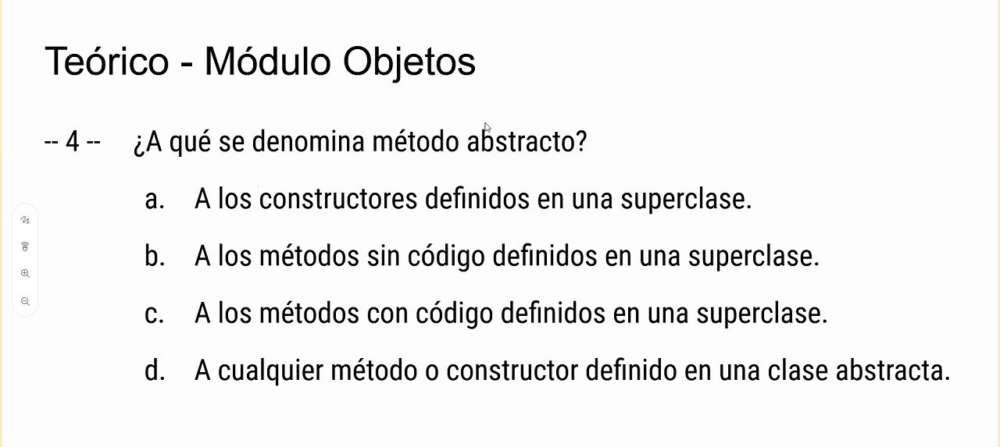 Teórico - Módulo Objetos
-- 4 -- ¿A qué se denomina método abstracto?
a. A los constructores definidos en una superclase.
b. A los métodos sin código definidos en una superclase.
c. A los métodos con código definidos en una superclase.
d. A cualquier método o constructor definido en una clase abstracta.